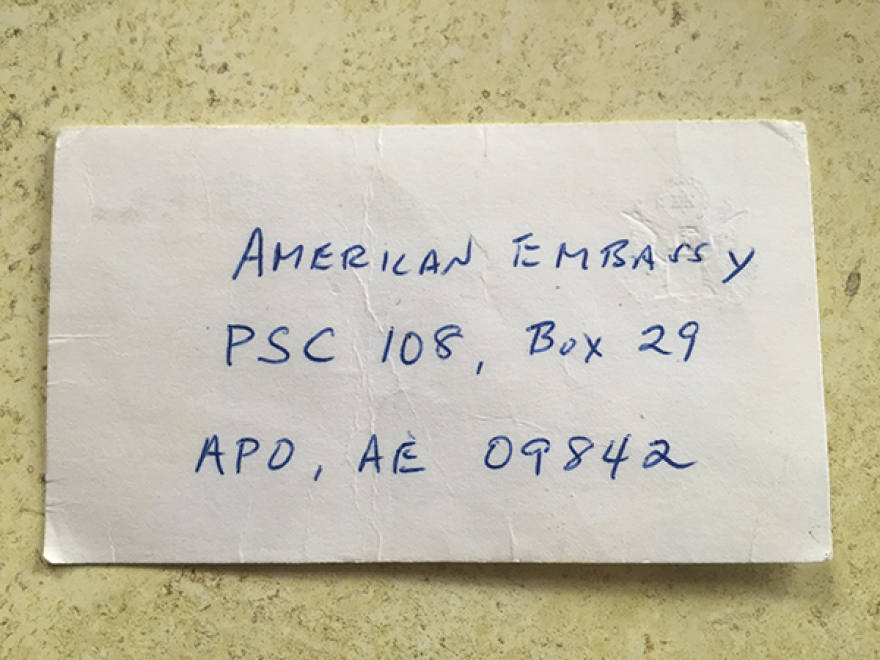 AMERICAN EMBASSY
PSC 108, Box 29
APO, AE 09842